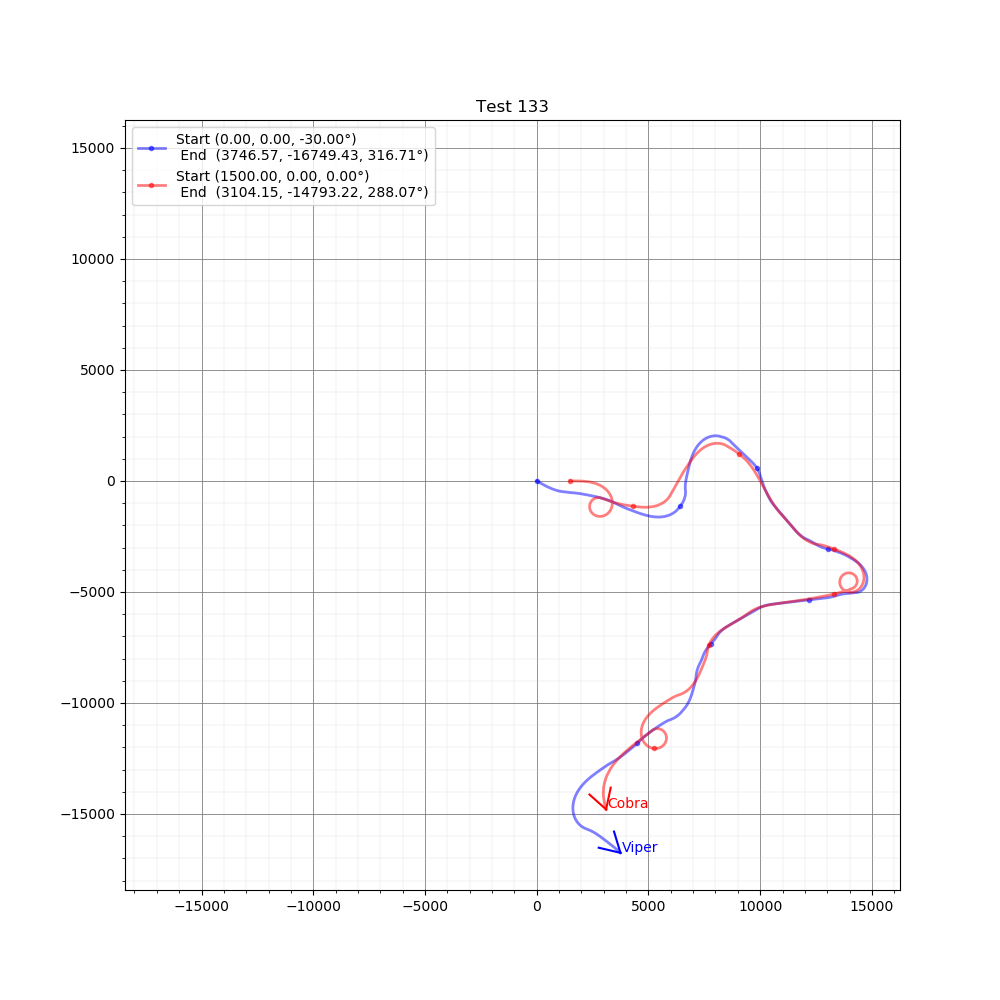 Test 133
Start (0.00, 0.00, -30.00°)
End  (3746.57, -16749.43, 316.71°)
Start (1500.00, 0.00, 0.00°)
End  (3104.15, -14793.22, 288.07°)
15000
10000
5000
0
−5000
−10000
−15000
Cobra
Viper
−15000 −10000 −5000 0 5000 10000 15000